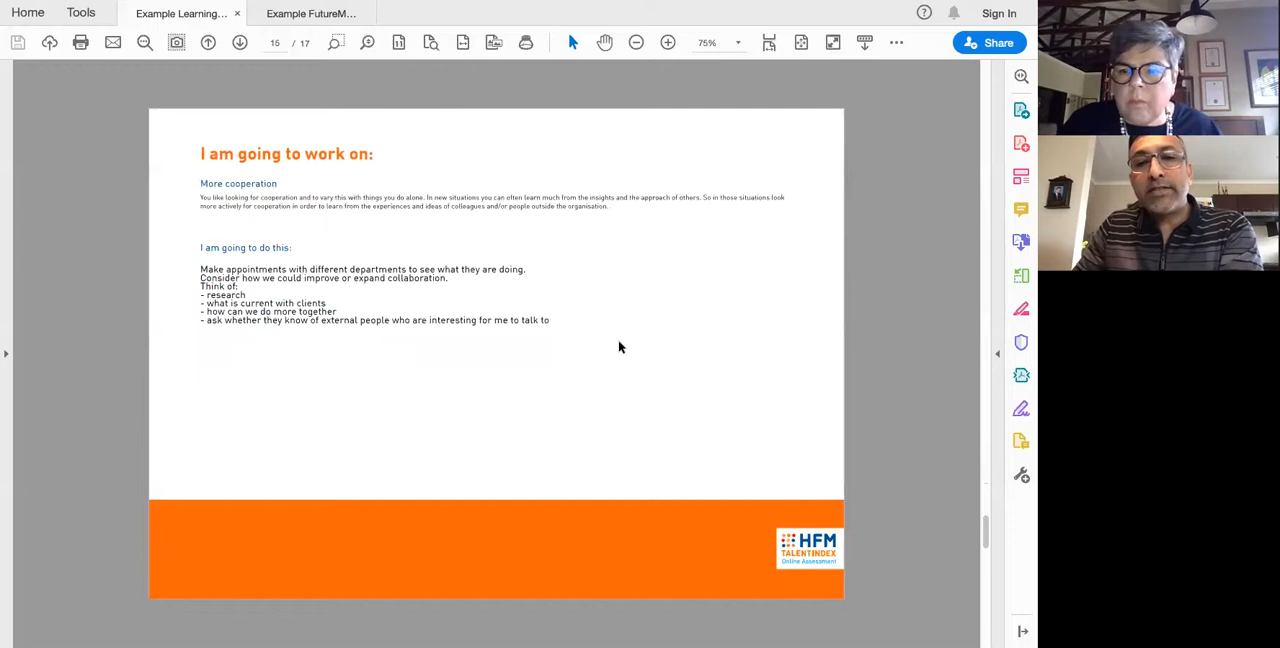 Home
Tools
Example Learning...
×
Example FutureM...
Sign In
15 / 17
75%
Share
I am going to work on:
More cooperation
You like looking for cooperation and to vary this with things you do alone. In new situations you can often learn much from the insights and the approach of others. So in those situations look
more actively for cooperation in order to learn from the experiences and ideas of colleagues and/or people outside the organisation.
I am going to do this:
Make appointments with different departments to see what they are doing.
Consider how we could improve or expand collaboration.
Think of:
- research
- what is current with clients
- how can we do more together
- ask whether they know of external people who are interesting for me to talk to
HFM
TALENTINDEX
Online Assessment